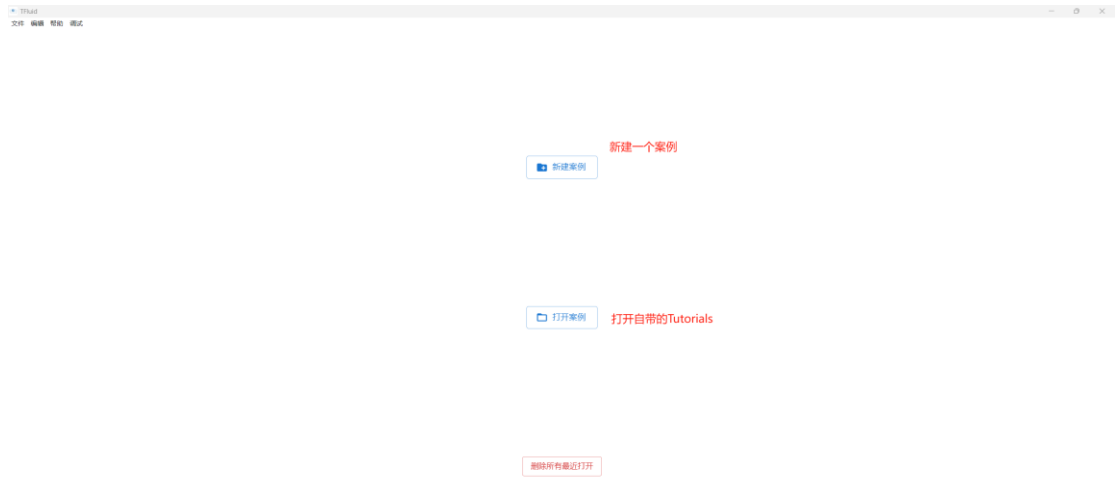 TFluid
文件 编辑 帮助 调试
新建一个案例
新建案例
打开案例 打开自带的Tutorials
删除所有最近打开